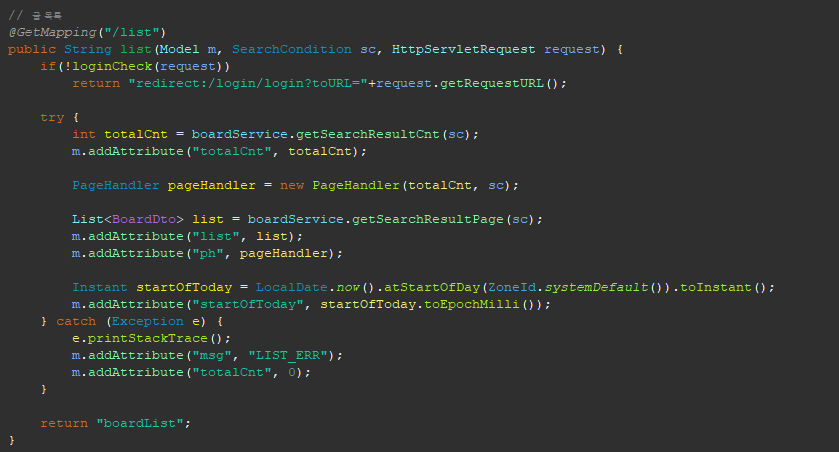 // 글 목록
@GetMapping("/list")
public String list(Model m, SearchCondition sc, HttpServletRequest request) {
    if(!loginCheck(request))
        return "redirect:/login/login?toURL="+request.getRequestURL();

    try {
        int totalCnt = boardService.getSearchResultCnt(sc);
        m.addAttribute("totalCnt", totalCnt);

        PageHandler pageHandler = new PageHandler(totalCnt, sc);

        List<BoardDto> list = boardService.getSearchResultPage(sc);
        m.addAttribute("list", list);
        m.addAttribute("ph", pageHandler);

        Instant startOfToday = LocalDate.now().atStartOfDay(ZoneId.systemDefault()).toInstant();
        m.addAttribute("startOfToday", startOfToday.toEpochMilli());
    } catch (Exception e) {
        e.printStackTrace();
        m.addAttribute("msg", "LIST_ERR");
        m.addAttribute("totalCnt", 0);
    }

    return "boardList";
}